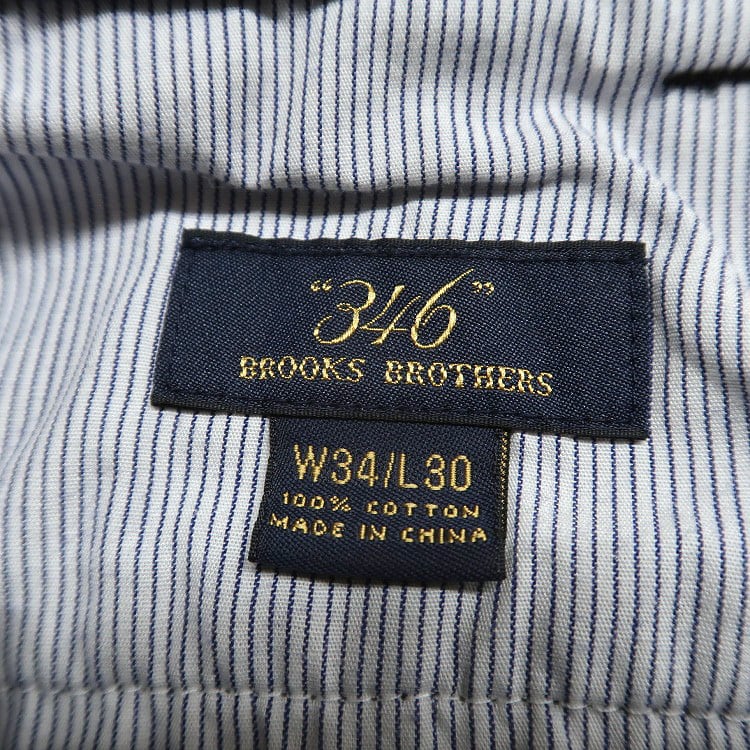 “346”
BROOKS BROTHERS
W34/L30
100% COTTON
MADE IN CHINA